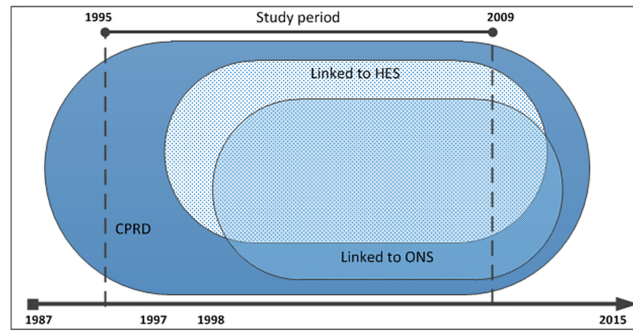 1995 Study period 2009
Linked to HES
CPRD
Linked to ONS
1987 1997 1998 2015